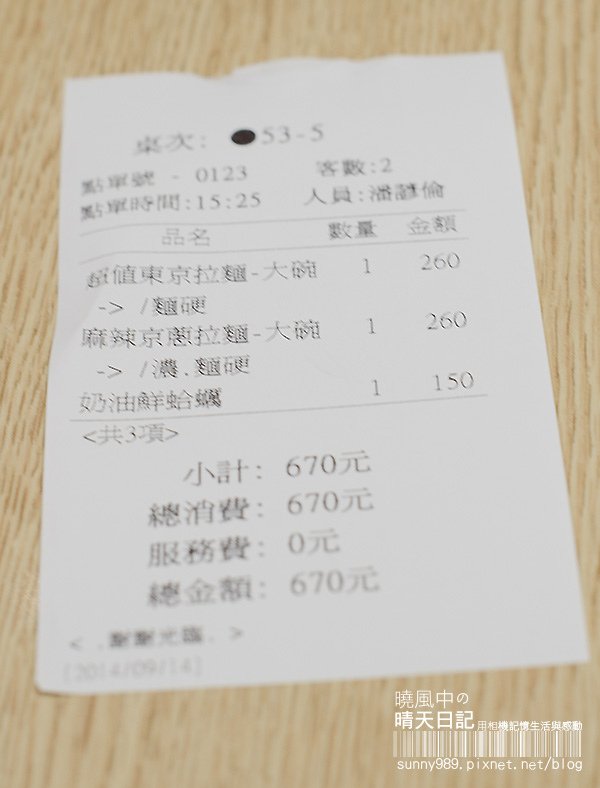 桌次: ●53-5
點單號 - 0123 客數:2
點單時間:15:25 人員:潘諺倫
品名 數量 金額
超值東京拉麵-大碗 1 260
-> /麵硬
麻辣京蔥拉麵-大碗 1 260
-> /濃.麵硬
奶油鮮蛤蠣 1 150
<共3項>
小計: 670元
總消費: 670元
服務費: 0元
總金額: 670元
< .謝謝光臨. >
[2014/09/14]
曉風中の
晴天日記 用相機記憶生活與感動
sunny989.pixnet.net/blog